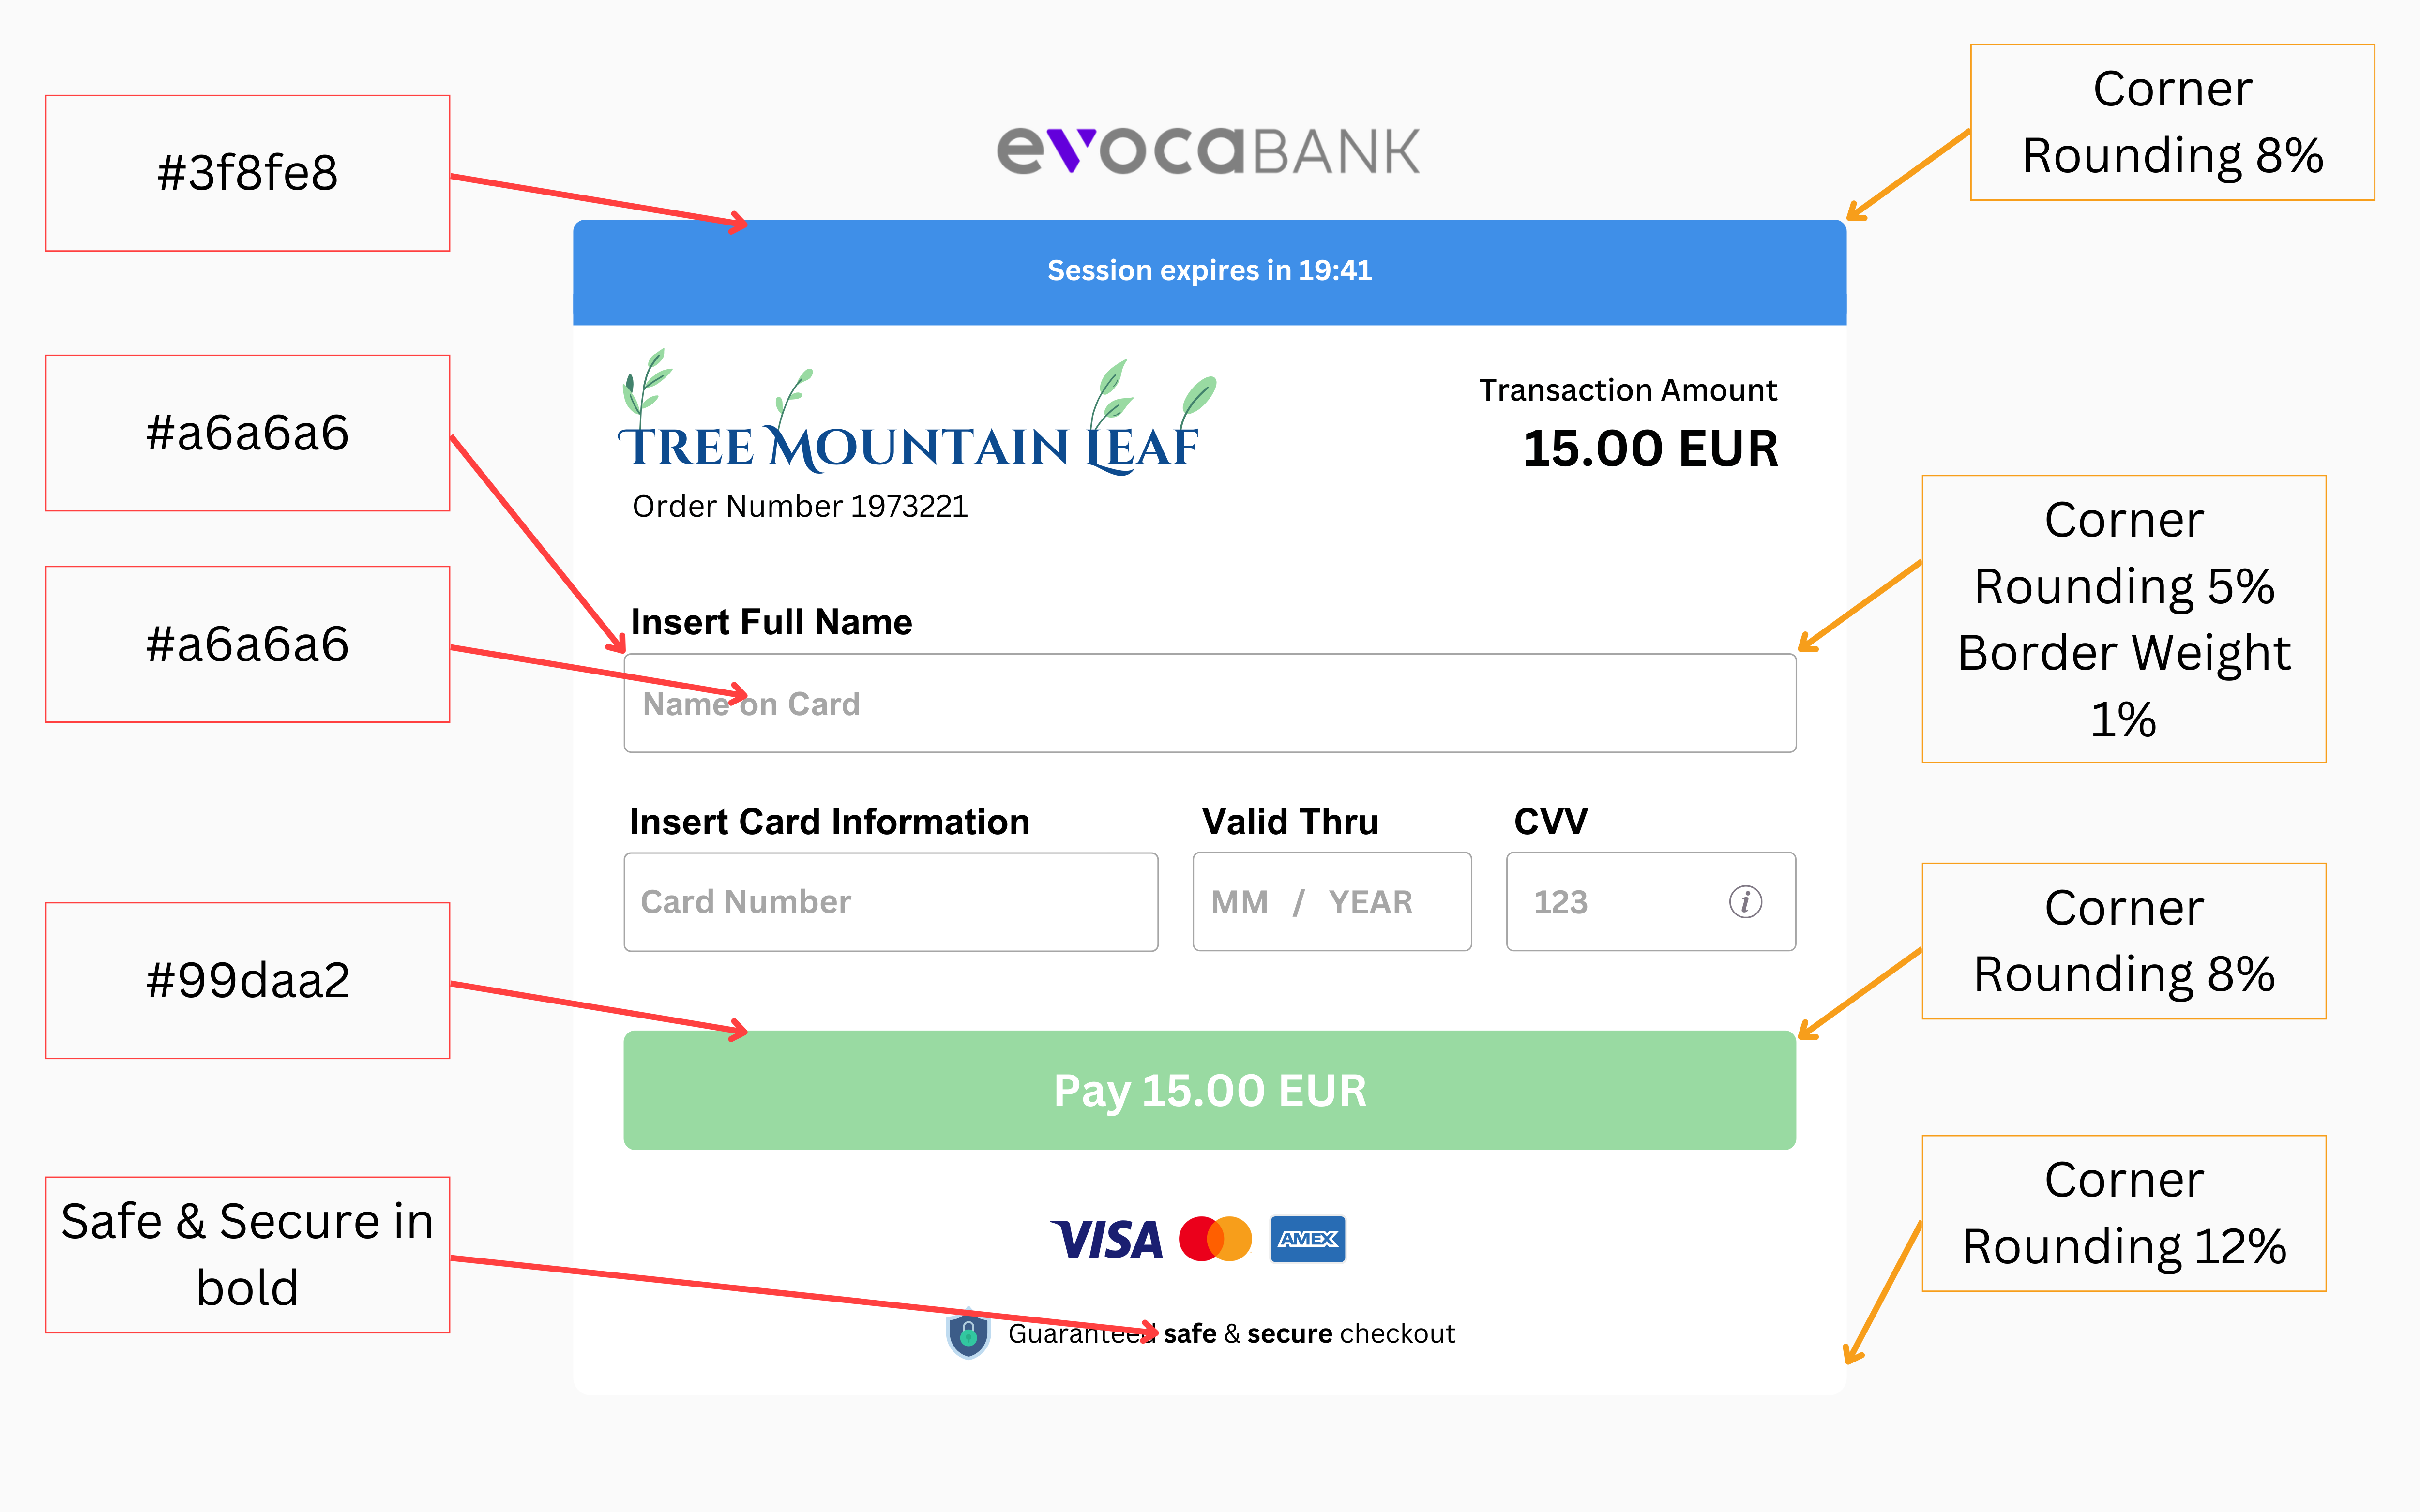 Corner
Rounding 8%
#3f8fe8
evocaBANK
Session expires in 19:41
#a6a6a6
TREE MOUNTAIN LEAF
Transaction Amount
15.00 EUR
Order Number 1973221
Corner
Rounding 5%
Border Weight
1%
#a6a6a6
Insert Full Name
Name on Card
Insert Card Information
Valid Thru
CVV
Card Number
MM / YEAR
123
i
Corner
Rounding 8%
#99daa2
Pay 15.00 EUR
Corner
Rounding 12%
Safe & Secure in
bold
VISA
AMEX
Guaranteed safe & secure checkout